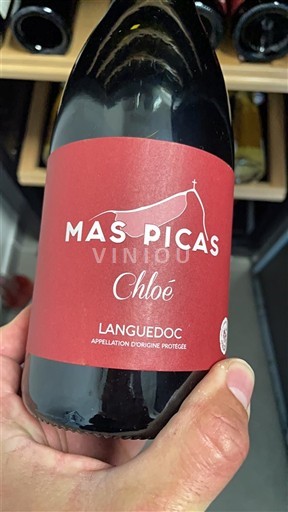 MAS PICAS
VINIOU
Chloé
LANGUEDOC
APPELLATION D'ORIGINE PROTÉGÉE